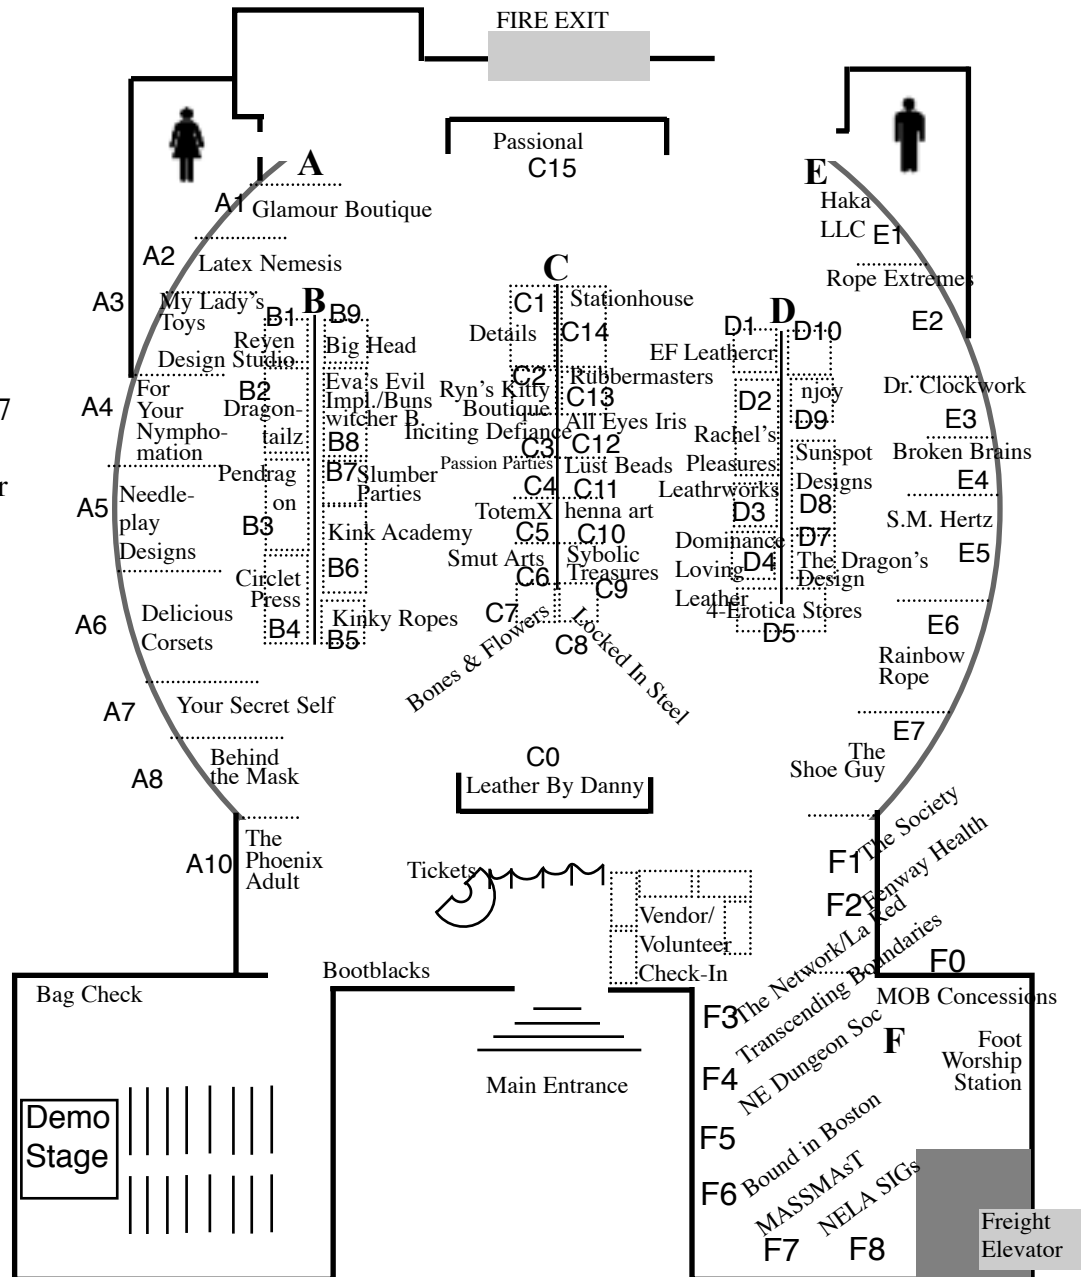 FIRE EXIT
Passional
C15
A
E
A1
Glamour Boutique
Haka
LLC
E1
A2
Latex Nemesis
Rope Extremes
E2
A3
My Lady's
Toys
B
B1
B9
Reven
Design Studio
Big Head
C
C1
Stationhouse
Details
C14
D
D1
D10
EF Leathercr
A4
For
Your
Nympho-
mation
7
B2
Dragon-
tailz
Eva's Evil
Impl./Buns
witcher B.
B8
C2
Ryn's Kitty
Boutique
Rubbermasters
C13
D2
Rachel's
Pleasures
njoy
D9
Dr. Clockwork
E3
Inciting Defiance
C3
All Eyes Iris
C12
Broken Brains
E4
r
A5
Needle-
play
Designs
Pendrag
on
B3
B7
Slumber
Parties
Passion Parties
C4
Lust Beads
C11
Leathrworks
D3
Sunspot
Designs
D8
S.M. Hertz
E5
Kink Academy
B6
TotemX
C5
henna art
C10
Dominance
D4
Loving
Leather
D7
The Dragon's
Design
Smut Arts
C6
Sybolic
Treasures
C9
A6
Delicious
Corsets
Circlet
Press
B4
Kinky Ropes
B5
C7
Bones & Flowers
C8
Locked In Steel
4-Erotica Stores
D5
E6
Rainbow
Rope
A7
Your Secret Self
E7
The
Shoe Guy
A8
Behind
the Mask
C0
Leather By Danny
A10
The
Phoenix
Adult
Tickets
Vendor/
Volunteer
Check-In
F1
The Society
F2
Fenway Health
The Network/La Red
Transcending Boundaries
F0
MOB Concessions
Bag Check
Bootblacks
F3
F4
NE Dungeon Soc
F
Foot
Worship
Station
Main Entrance
Demo
Stage
F5
Bound in Boston
F6
MASSMAsT
NELA SIGs
F7
F8
Freight
Elevator